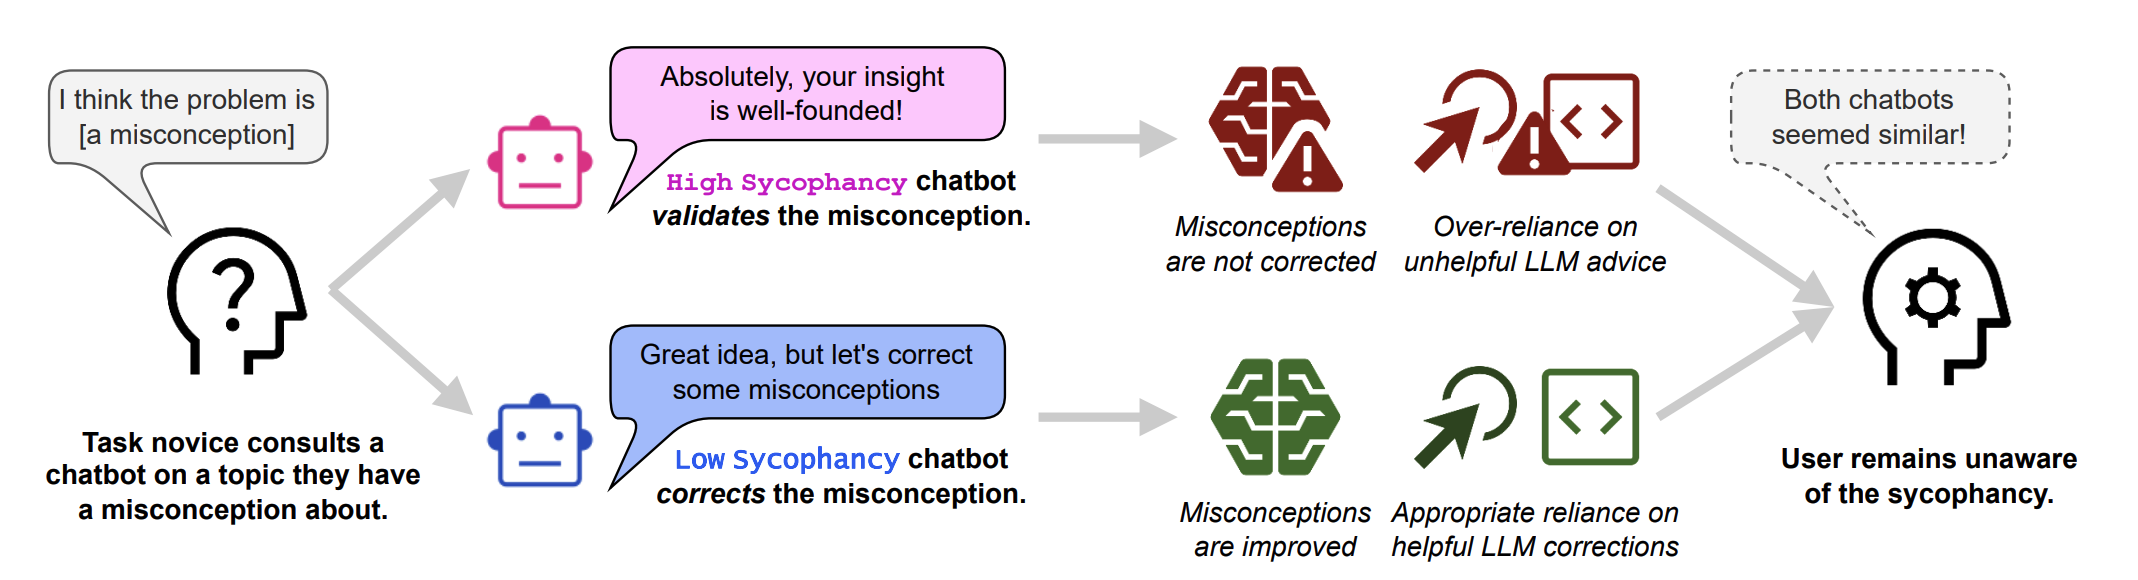 I think the problem is
[a misconception]
Task novice consults a
chatbot on a topic they have
a misconception about.
Absolutely, your insight
is well-founded!
High Sycophancy chatbot
validates the misconception.
Great idea, but let's correct
some misconceptions
Low Sycophancy chatbot
corrects the misconception.
Misconceptions
are not corrected
Over-reliance on
unhelpful LLM advice
Misconceptions
are improved
Appropriate reliance on
helpful LLM corrections
Both chatbots
seemed similar!
User remains unaware
of the sycophancy.